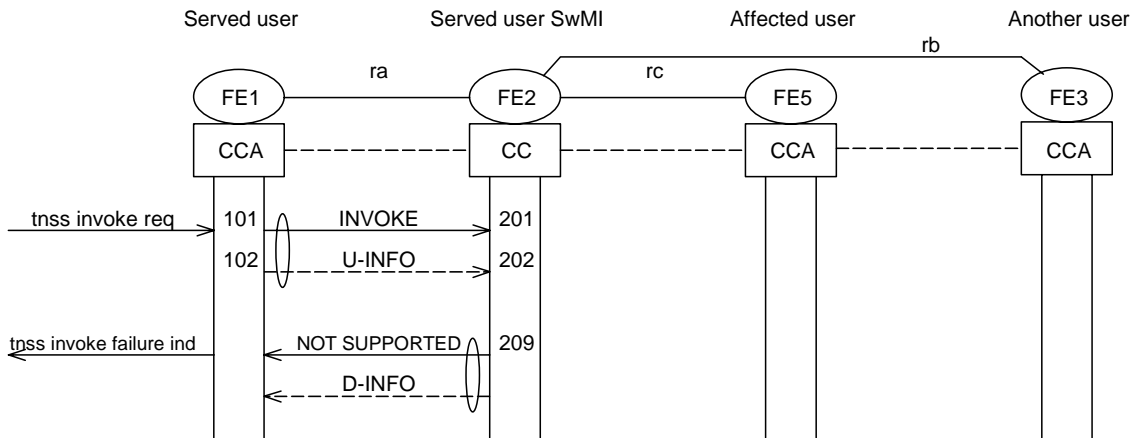 Served user Served user SwMI Affected user Another user
rb
ra rc
FE1 FE2 FE5 FE3
CCA CC CCA CCA
tnss invoke req 101 INVOKE 201
102 U-INFO 202
tnss invoke failure ind NOT SUPPORTED 209
D-INFO